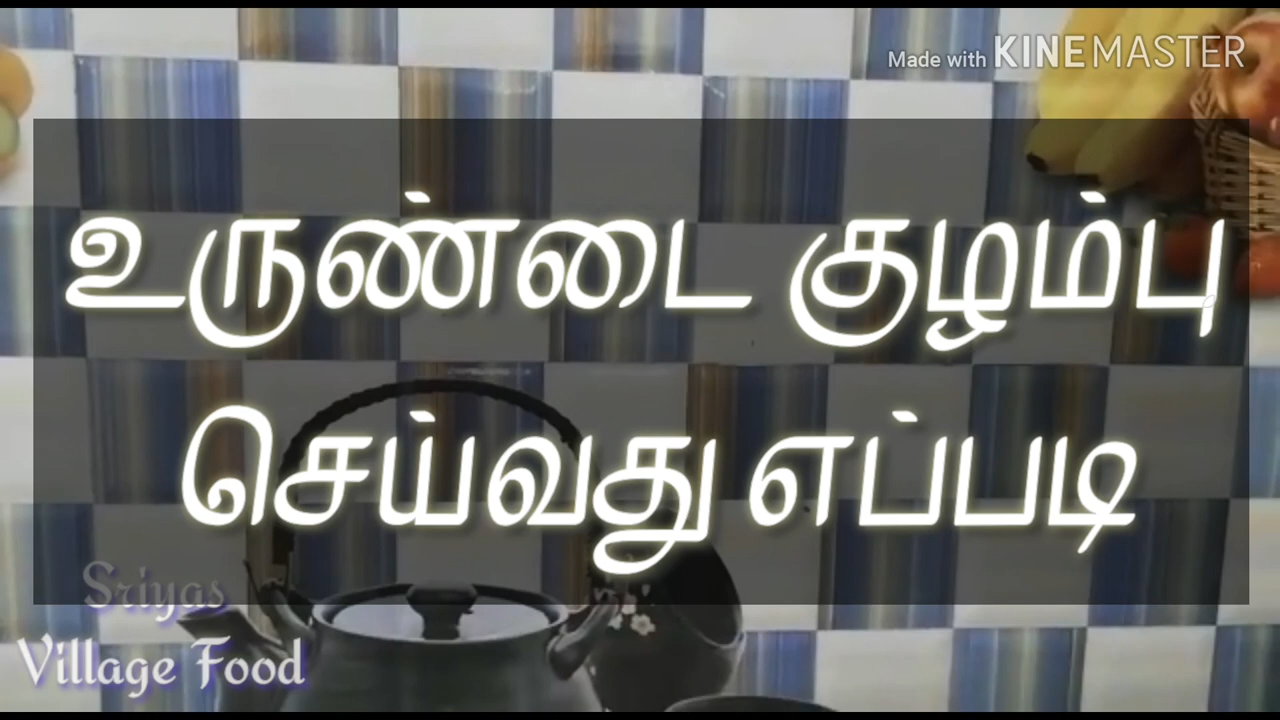 Made with KINEMASTER
உருண்டை குழம்பு
செய்வது எப்படி
Sriyas
Village Food